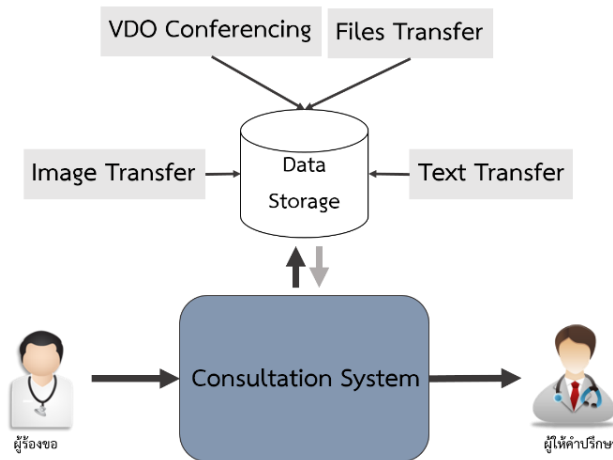 VDO Conferencing
Files Transfer
Image Transfer
Data
Storage
Text Transfer
Consultation System
ผู้ร้องขอ
ผู้ให้คำปรึกษ